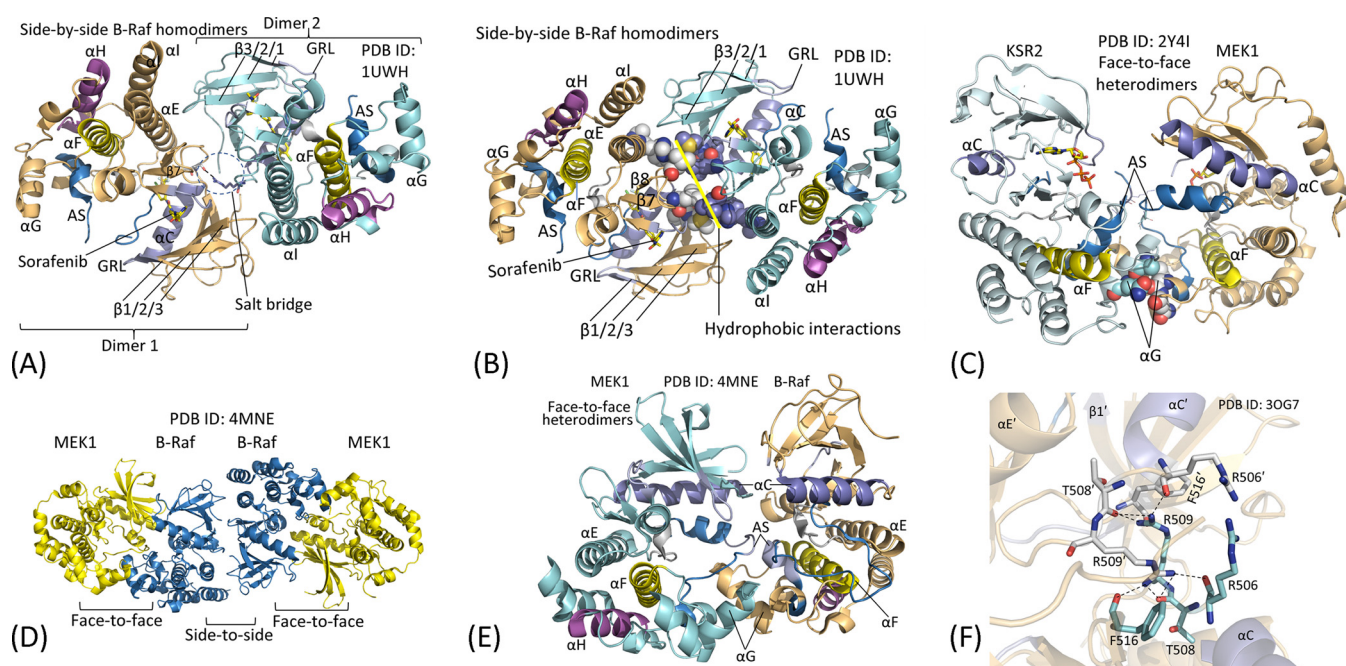 Side-by-side B-Raf homodimers
Dimer 2
αH
αI
β3/2/1
GRL
PDB ID:
1UWH
αE
αF
AS
αF
αG
β7
αG
AS
αC
αH
Sorafenib
αI
GRL
β1/2/3
Salt bridge
Dimer 1
(A)
Side-by-side B-Raf homodimers
β3/2/1
GRL
PDB ID:
1UWH
αH
αI
αC
AS
αG
αE
αG
β8
αF
β7
αF
AS
Sorafenib
αH
GRL
αI
β1/2/3
Hydrophobic interactions
(B)
KSR2
PDB ID: 2Y4I
MEK1
Face-to-face
heterodimers
αC
AS
αC
αF
αF
αG
(C)
PDB ID: 4MNE
MEK1
B-Raf
B-Raf
MEK1
Face-to-face
Side-to-side
Face-to-face
(D)
MEK1
PDB ID: 4MNE
B-Raf
Face-to-face
heterodimers
αC
αE
AS
αE
αF
αF
αH
αG
(E)
αE′
β1′
αC′
PDB ID: 3OG7
T508′
F516′
R506′
R509
R509′
R506
F516
T508
αC
(F)